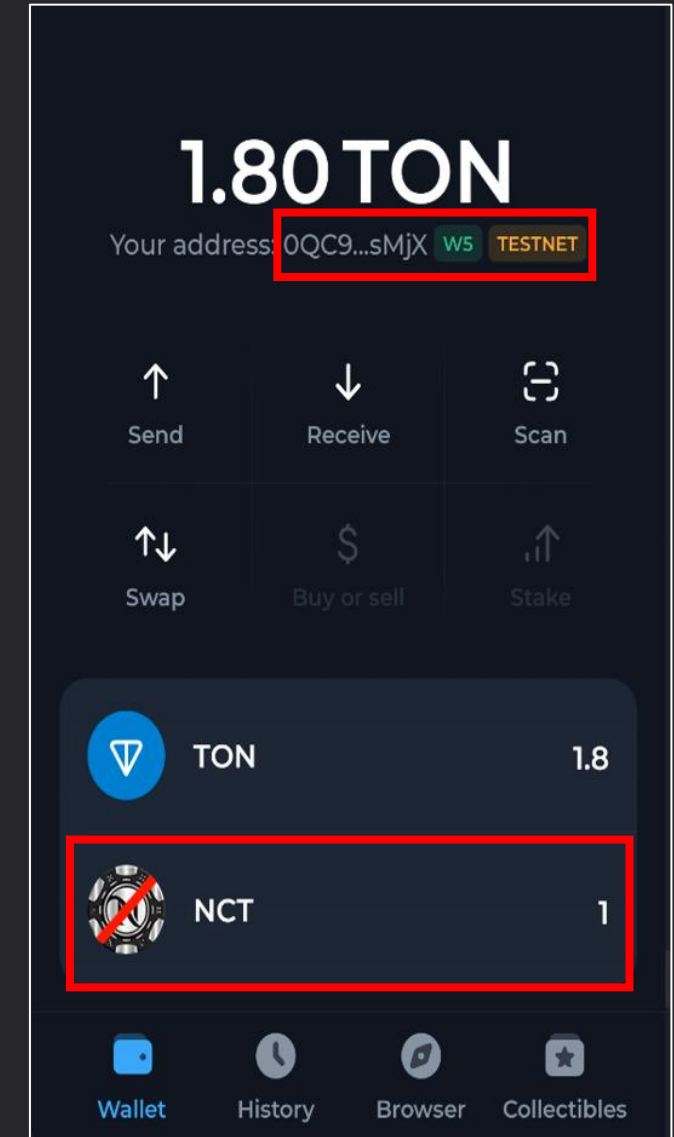 1.80 TON
Your address: 0QC9...sMjX W5 TESTNET
Send Receive Scan
Swap Buy or sell Stake
TON 1.8
N
NCT 1
Wallet History Browser Collectibles